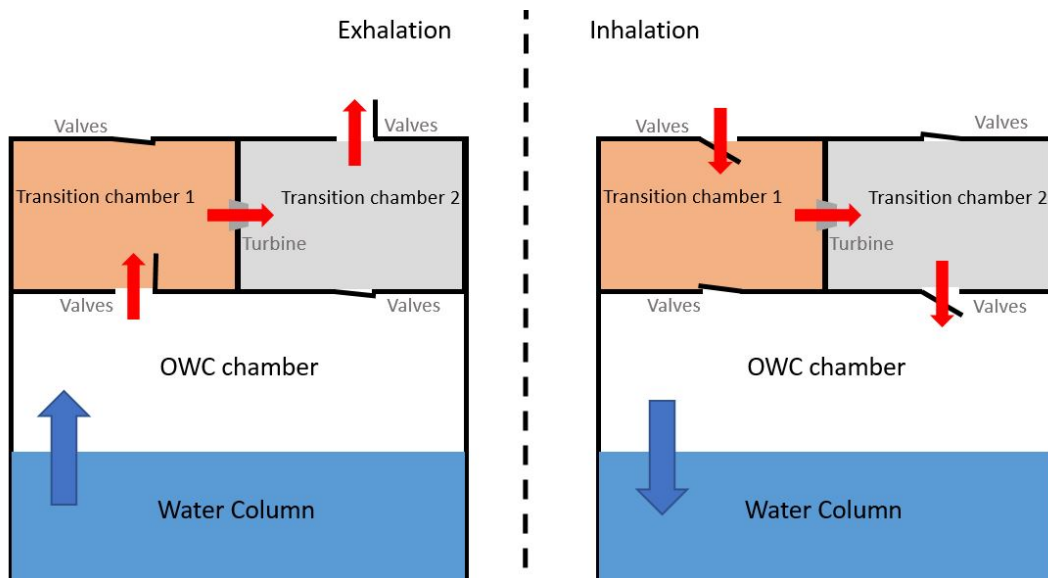 Exhalation
Inhalation
Valves
Valves
Transition chamber 1
Transition chamber 2
Turbine
Valves
Valves
OWC chamber
Water Column
Valves
Valves
Transition chamber 1
Transition chamber 2
Turbine
Valves
Valves
OWC chamber
Water Column